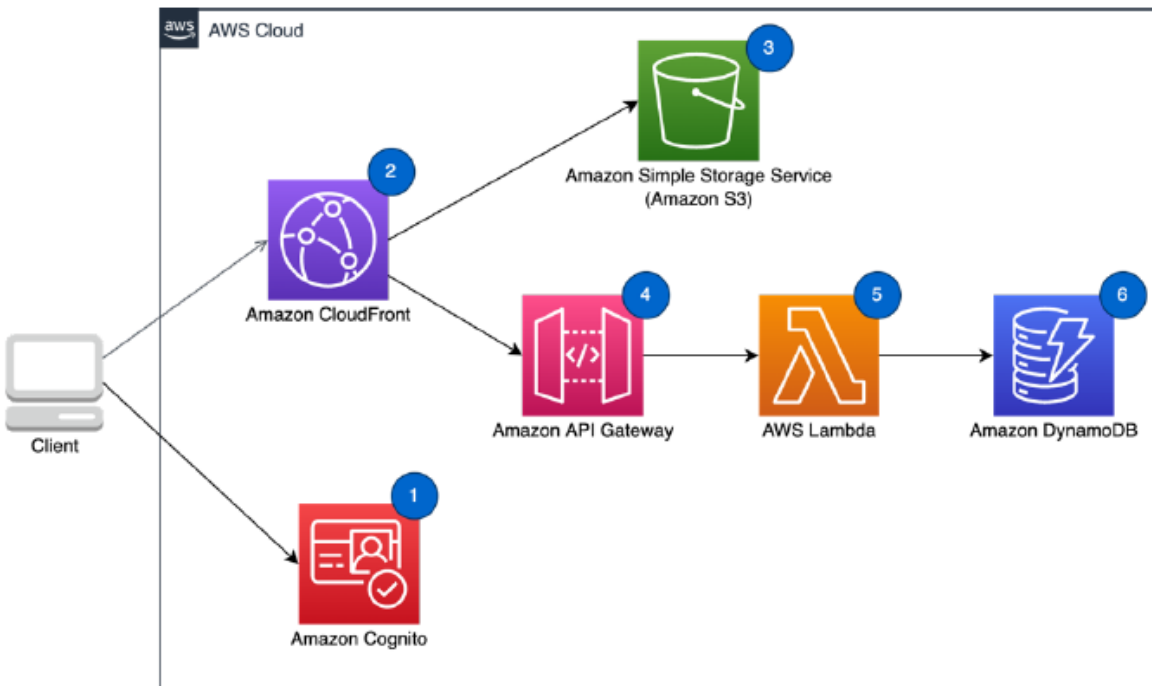 aws
AWS Cloud
3
Amazon Simple Storage Service
(Amazon S3)
2
Amazon CloudFront
4
</>
Amazon API Gateway
5
AWS Lambda
6
Amazon DynamoDB
Client
1
Amazon Cognito